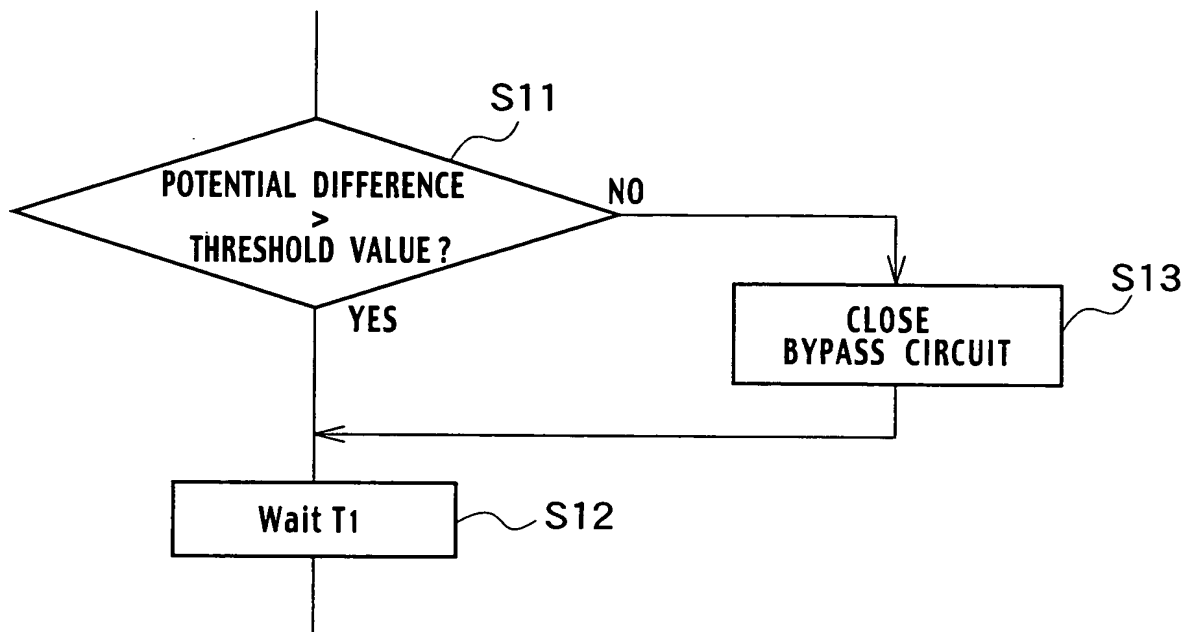 S11
POTENTIAL DIFFERENCE
>
THRESHOLD VALUE?
NO
YES
S13
CLOSE
BYPASS CIRCUIT
Wait T1
S12